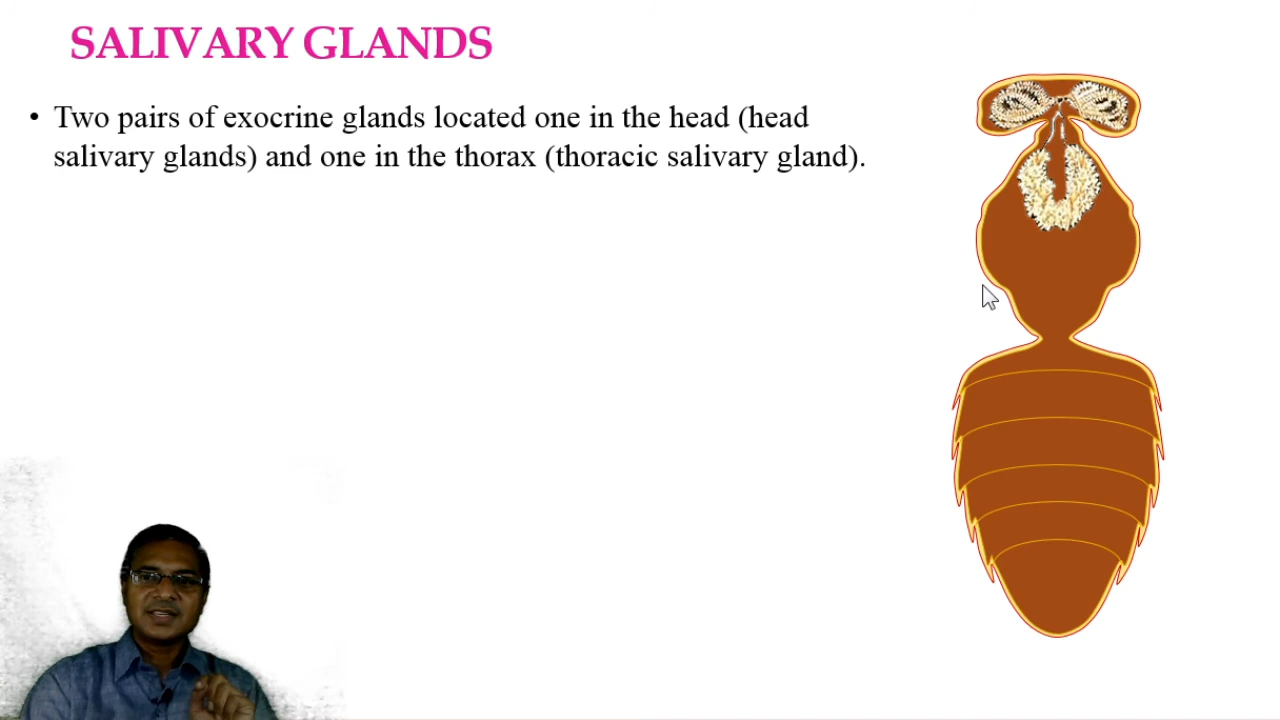 SALIVARY GLANDS
• Two pairs of exocrine glands located one in the head (head
salivary glands) and one in the thorax (thoracic salivary gland).